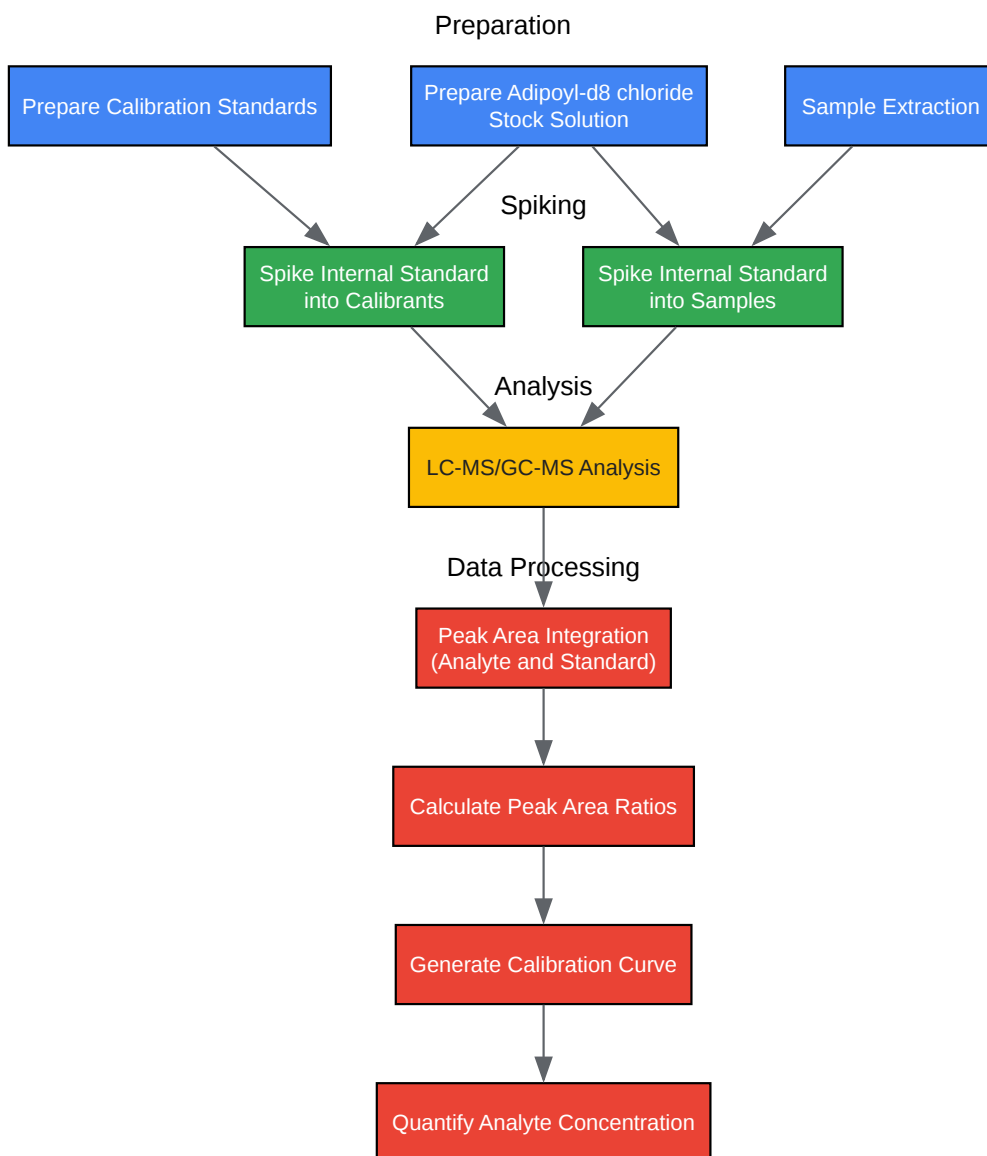 Preparation
Prepare Calibration Standards
Prepare Adipoyl-d8 chloride
Stock Solution
Sample Extraction
Spiking
Spike Internal Standard
into Calibrants
Spike Internal Standard
into Samples
Analysis
LC-MS/GC-MS Analysis
Data Processing
Peak Area Integration
(Analyte and Standard)
Calculate Peak Area Ratios
Generate Calibration Curve
Quantify Analyte Concentration